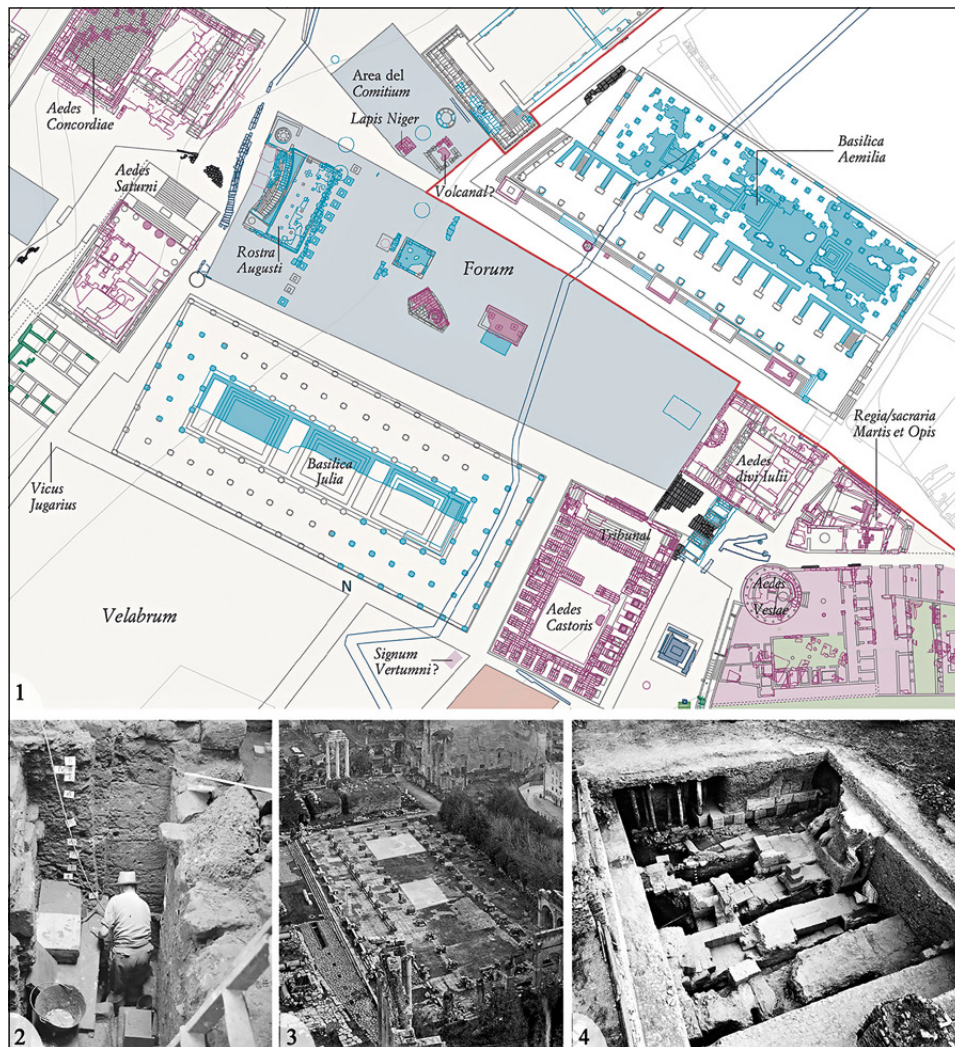 Aedes
Concordiae
Area del
Comitium
Lapis Niger
Basilica
Aemilia
Aedes
Saturni
Volcanal?
Rostra
Augusti
Forum
Regia/sacraria
Martis et Opis
Aedes
divi Iulii
Basilica
Julia
Vicus
Jugarius
Tribunal
Aedes
Vestae
N
Aedes
Castoris
Velabrum
Signum
Vertumni?
1
2
3
4